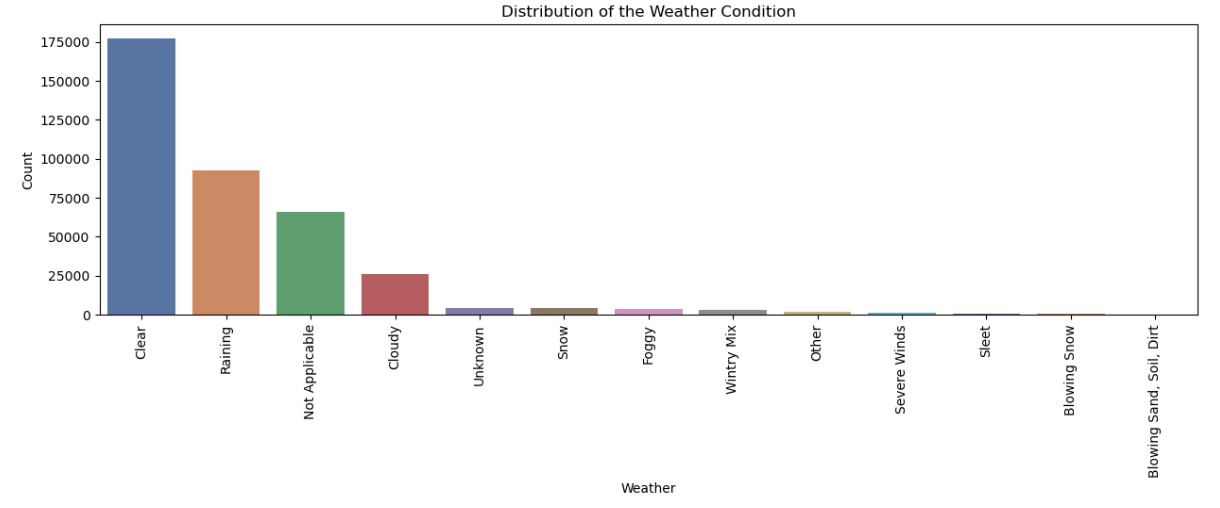 Distribution of the Weather Condition
175000
150000
125000
100000
75000
50000
25000
0
Count
Clear
Raining
Not Applicable
Cloudy
Unknown
Snow
Foggy
Wintry Mix
Other
Severe Winds
Sleet
Blowing Snow
Blowing Sand, Soil, Dirt
Weather